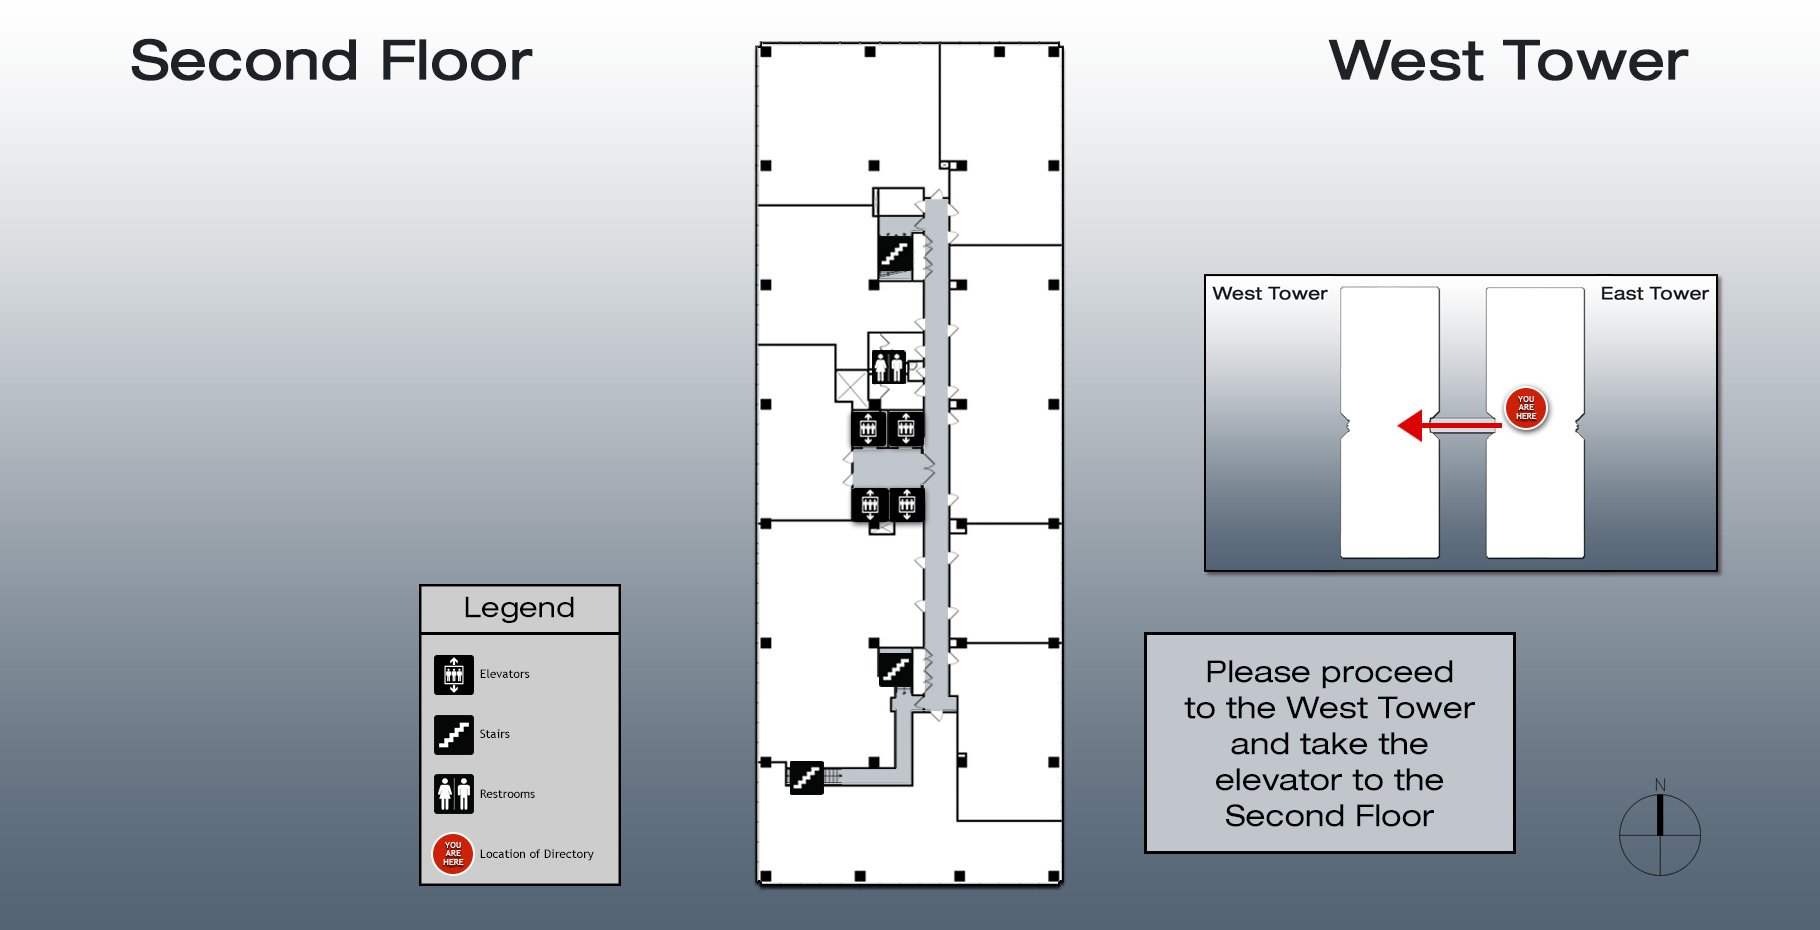 Second Floor
West Tower
West Tower
East Tower
YOU
ARE
HERE
Legend
Elevators
Stairs
Restrooms
YOU
ARE
HERE
Location of Directory
Please proceed
to the West Tower
and take the
elevator to the
Second Floor
N